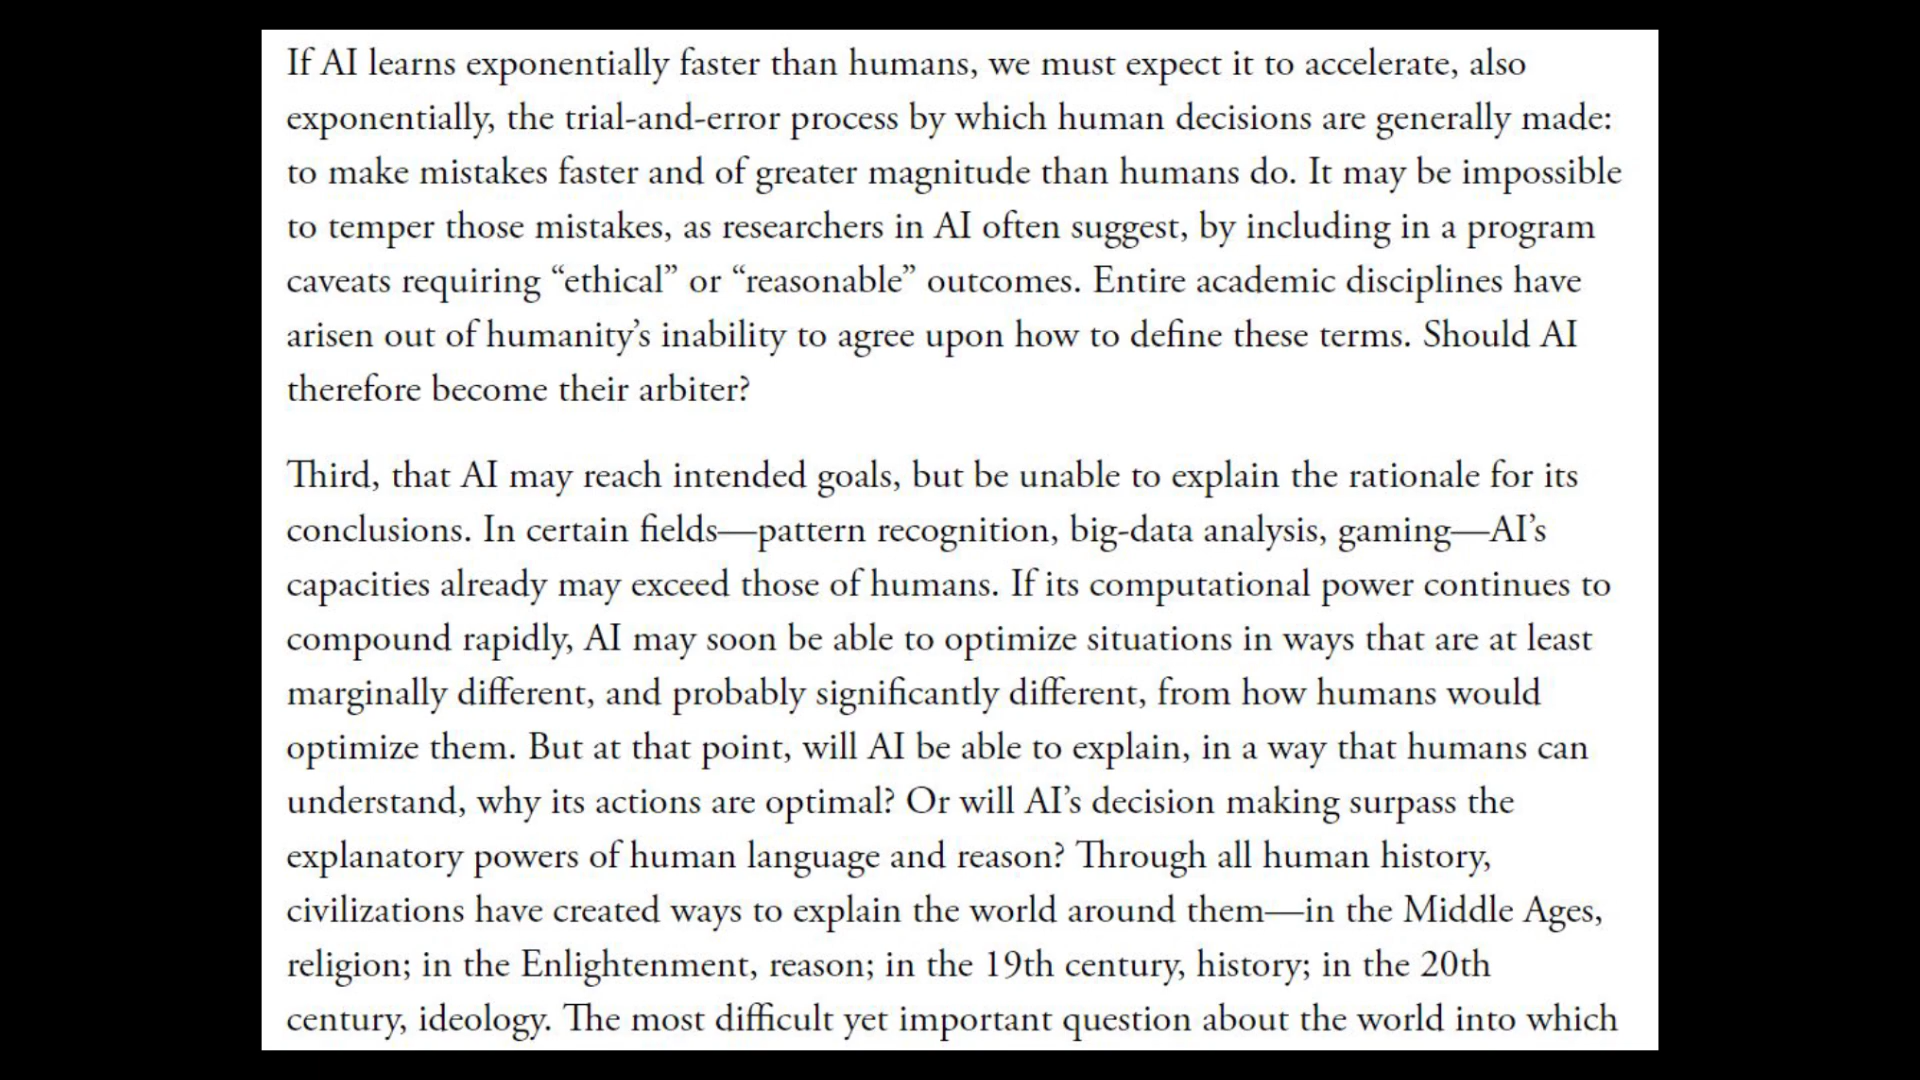 If AI learns exponentially faster than humans, we must expect it to accelerate, also
exponentially, the trial-and-error process by which human decisions are generally made:
to make mistakes faster and of greater magnitude than humans do. It may be impossible
to temper those mistakes, as researchers in AI often suggest, by including in a program
caveats requiring “ethical” or “reasonable” outcomes. Entire academic disciplines have
arisen out of humanity’s inability to agree upon how to define these terms. Should AI
therefore become their arbiter?
Third, that AI may reach intended goals, but be unable to explain the rationale for its
conclusions. In certain fields—pattern recognition, big-data analysis, gaming—AI’s
capacities already may exceed those of humans. If its computational power continues to
compound rapidly, AI may soon be able to optimize situations in ways that are at least
marginally different, and probably significantly different, from how humans would
optimize them. But at that point, will AI be able to explain, in a way that humans can
understand, why its actions are optimal? Or will AI’s decision making surpass the
explanatory powers of human language and reason? Through all human history,
civilizations have created ways to explain the world around them—in the Middle Ages,
religion; in the Enlightenment, reason; in the 19th century, history; in the 20th
century, ideology. The most difficult yet important question about the world into which